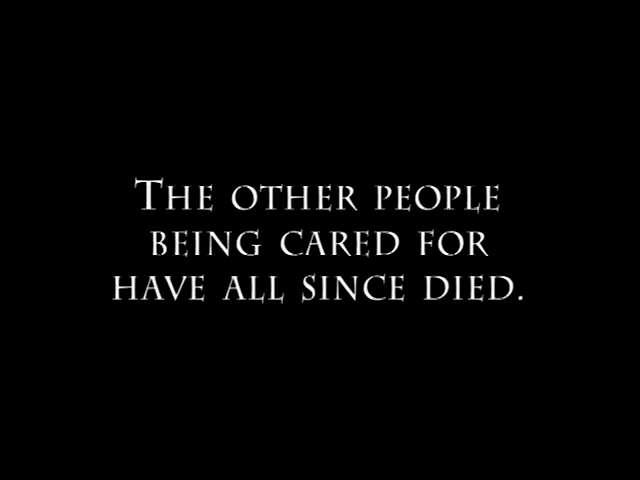 The other people
being cared for
have all since died.